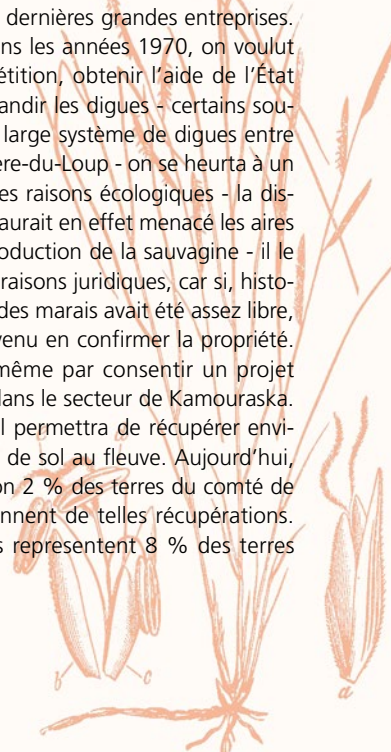 dernières grandes entreprises.
ns les années 1970, on voulut
étition, obtenir l'aide de l'État
andir les digues - certains sou-
large système de digues entre
ère-du-Loup - on se heurta à un
es raisons écologiques - la dis-
aurait en effet menacé les aires
oduction de la sauvagine - il le
raisons juridiques, car si, histo-
des marais avait été assez libre,
venu en confirmer la propriété.
même par consentir un projet
dans le secteur de Kamouraska.
l permettra de récupérer envi-
de sol au fleuve. Aujourd'hui,
on 2 % des terres du comté de
ennent de telles récupérations.
s representent 8 % des terres
b c
a